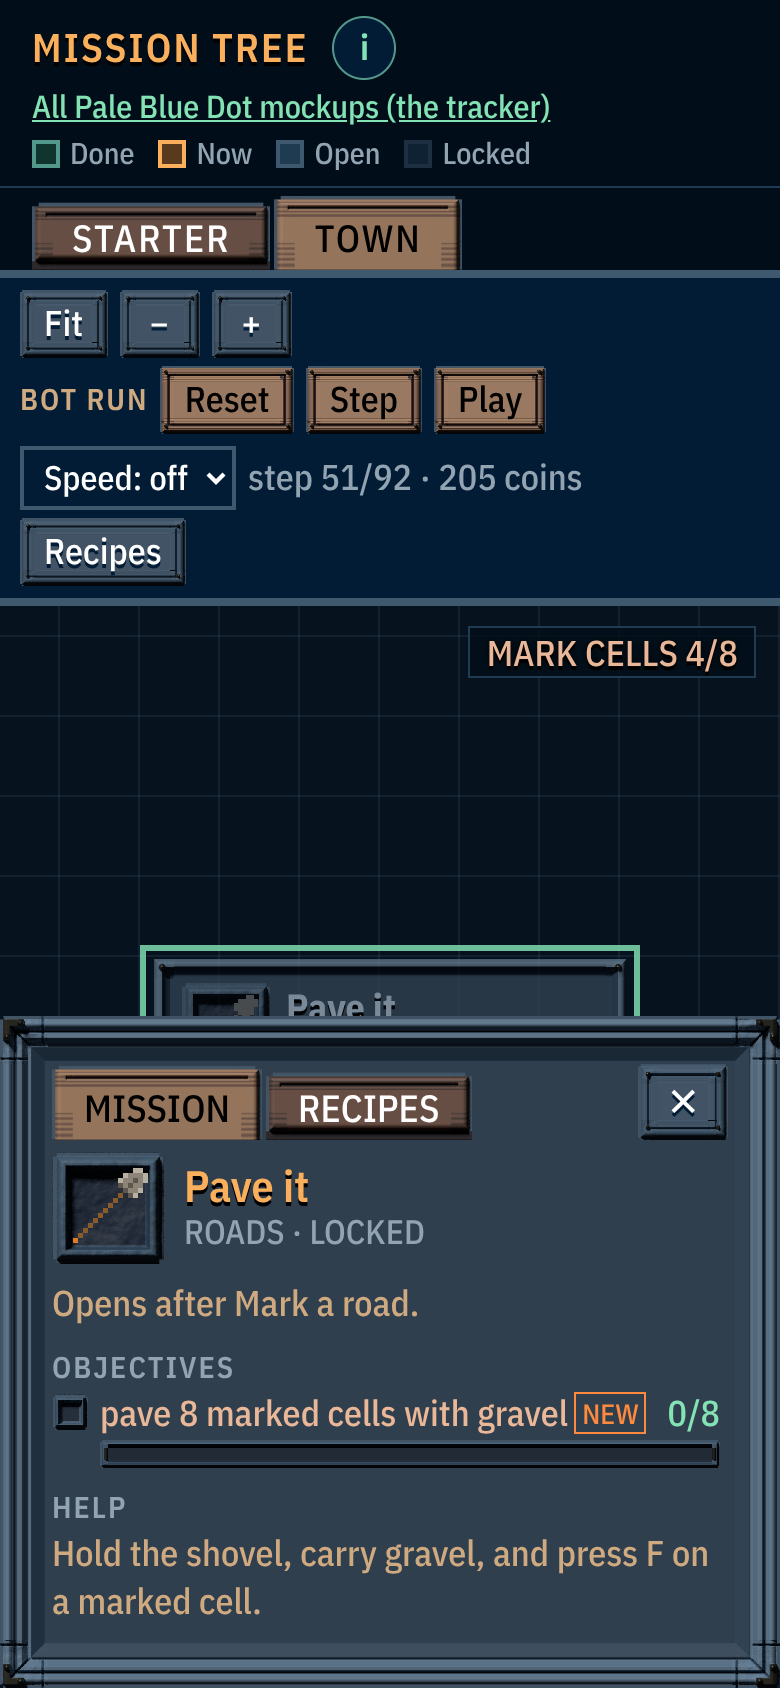 MISSION TREE i
All Pale Blue Dot mockups (the tracker)
Done Now Open Locked
STARTER TOWN
Fit − +
BOT RUN Reset Step Play
Speed: off step 51/92 · 205 coins
Recipes
MARK CELLS 4/8
Pave it
MISSION RECIPES ✕
Pave it
ROADS · LOCKED
Opens after Mark a road.
OBJECTIVES
pave 8 marked cells with gravel NEW 0/8
HELP
Hold the shovel, carry gravel, and press F on
a marked cell.